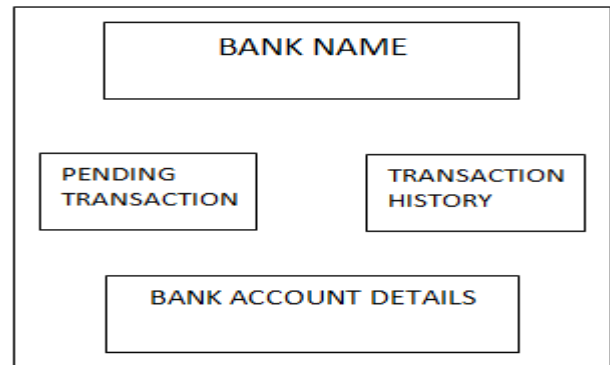 BANK NAME
PENDING
TRANSACTION
TRANSACTION
HISTORY
BANK ACCOUNT DETAILS